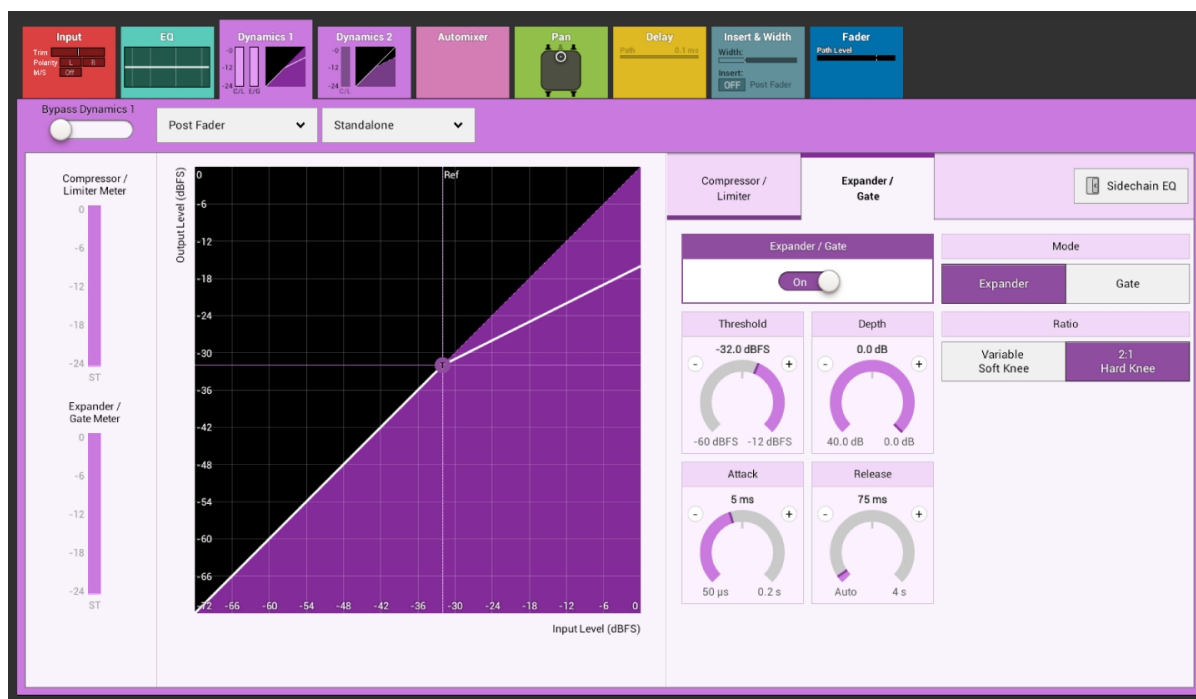 Input
Trim
Polarity L R
M/S Off
EQ
Dynamics 1
-0
-12
-24
C/L E/G
Dynamics 2
-0
-12
-24
C/L
Automixer
Pan
Delay
Path 0.1 ms
Insert & Width
Width:
Insert:
OFF Post Fader
Fader
Path Level
Bypass Dynamics 1
Post Fader
Standalone
Compressor /
Limiter Meter
0
-6
-12
-18
-24
ST
Expander /
Gate Meter
0
-6
-12
-18
-24
ST
Output Level (dBFS)
0
Ref
-6
-12
-18
-24
-30
T
-36
-42
-48
-54
-60
-66
-72 -66 -60 -54 -48 -42 -36 -30 -24 -18 -12 -6 0
Input Level (dBFS)
Compressor /
Limiter
Expander /
Gate
Sidechain EQ
Expander / Gate
On
Mode
Expander Gate
Threshold
-32.0 dBFS
- +
-60 dBFS -12 dBFS
Depth
0.0 dB
- +
40.0 dB 0.0 dB
Ratio
Variable
Soft Knee
2:1
Hard Knee
Attack
5 ms
- +
50 µs 0.2 s
Release
75 ms
- +
Auto 4 s